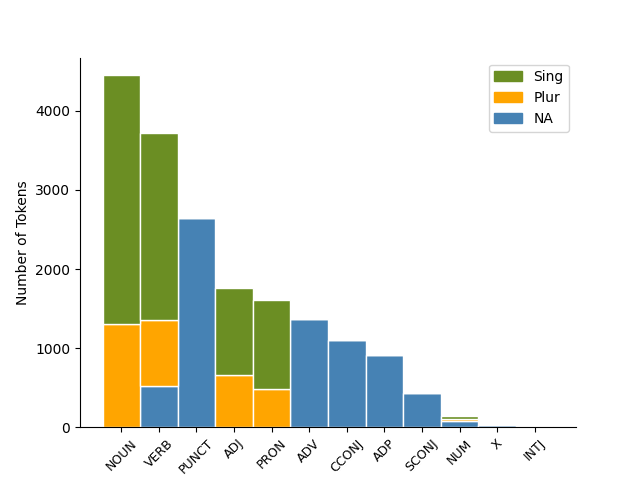 Sing
Plur
NA
Number of Tokens
4000
3000
2000
1000
0
NOUN
VERB
PUNCT
ADJ
PRON
ADV
CCONJ
ADP
SCONJ
NUM
X
INTJ